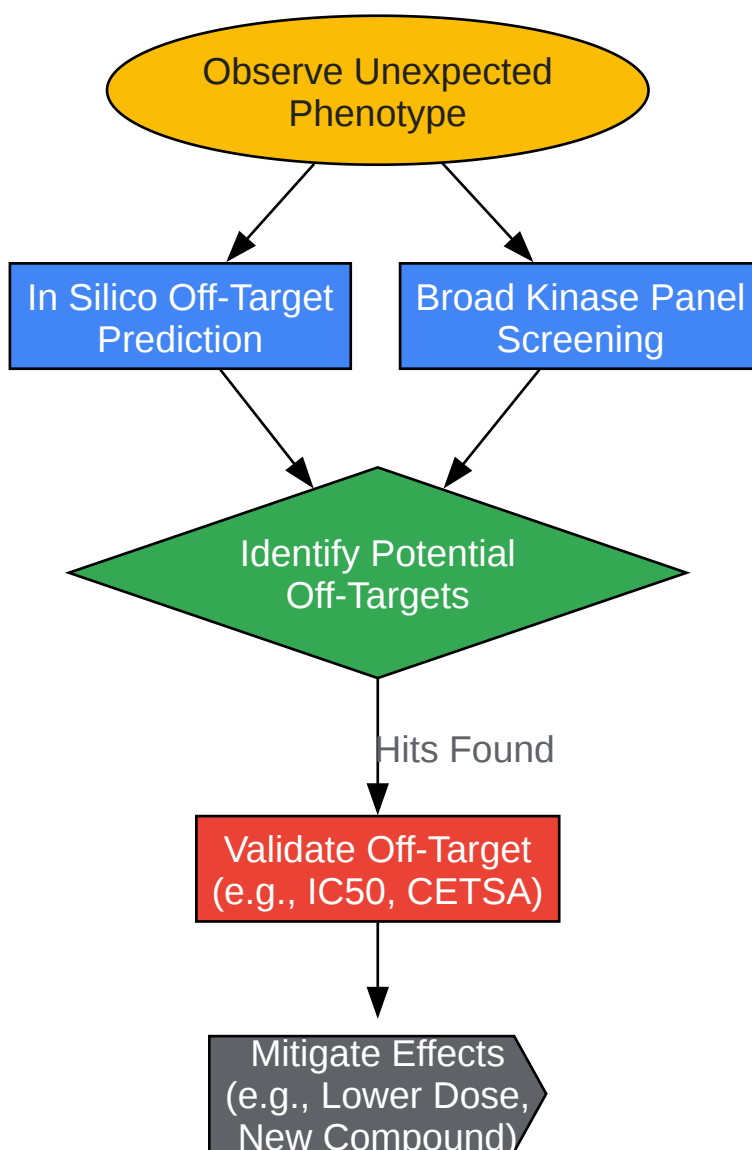 Observe Unexpected
Phenotype
In Silico Off-Target
Prediction
Broad Kinase Panel
Screening
Identify Potential
Off-Targets
Hits Found
Validate Off-Target
(e.g., IC50, CETSA)
Mitigate Effects
(e.g., Lower Dose,
New Compound)